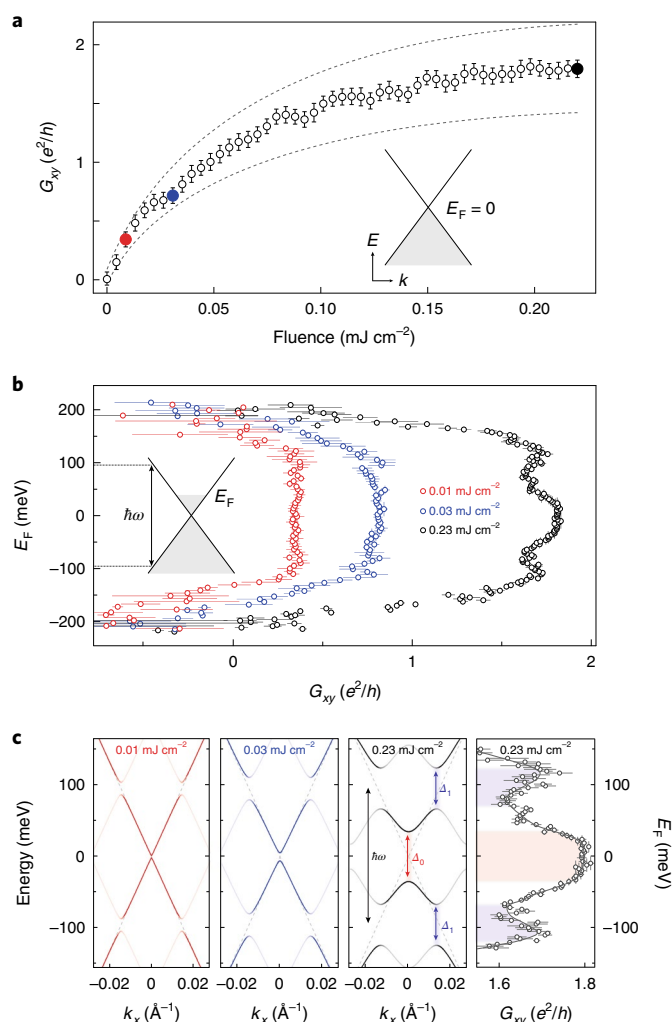 a
2
1
0
G_xy (e²/h)
E_F = 0
E
k
0
0.05
0.10
0.15
0.20
Fluence (mJ cm⁻²)
b
200
100
0
−100
−200
E_F (meV)
ħω
E_F
0.01 mJ cm⁻²
0.03 mJ cm⁻²
0.23 mJ cm⁻²
0
1
2
G_xy (e²/h)
c
0.01 mJ cm⁻²
0.03 mJ cm⁻²
0.23 mJ cm⁻²
0.23 mJ cm⁻²
100
0
−100
Energy (meV)
Δ₁
ħω
Δ₀
Δ₁
100
0
−100
E_F (meV)
−0.02 0 0.02
−0.02 0 0.02
−0.02 0 0.02
1.6 1.8
k_x (Å⁻¹)
k_x (Å⁻¹)
k_x (Å⁻¹)
G_xy (e²/h)